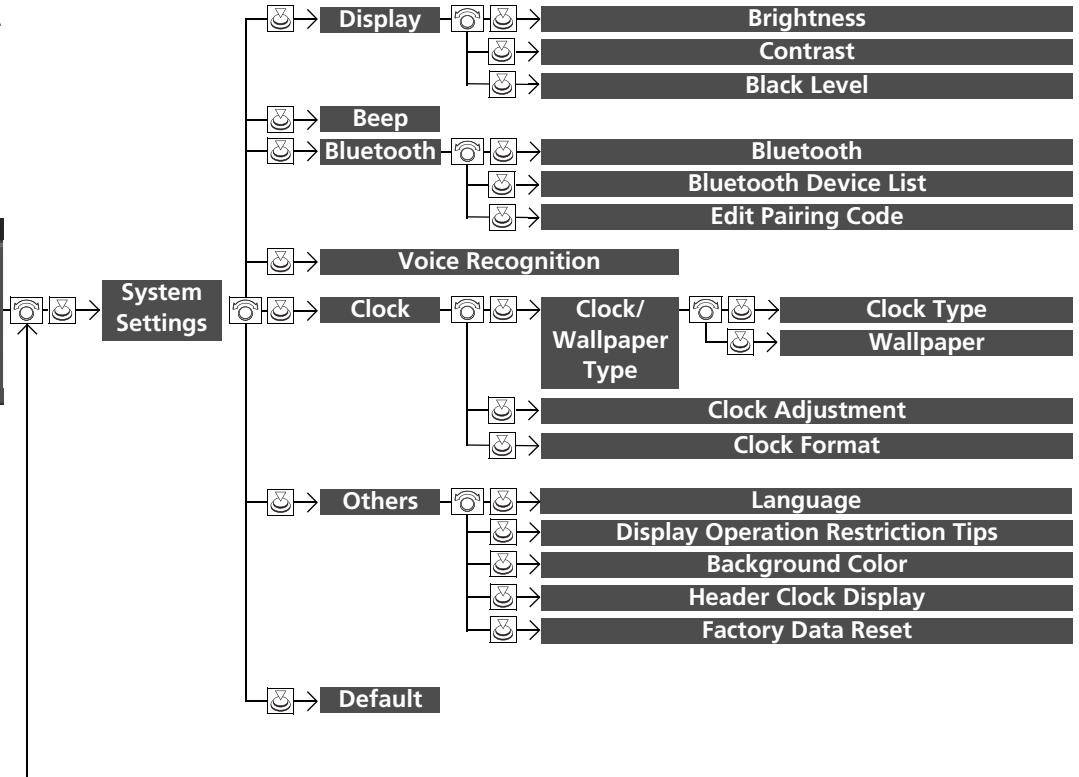 Display
Brightness
Contrast
Black Level
Beep
Bluetooth
Bluetooth
Bluetooth Device List
Edit Pairing Code
Voice Recognition
System
Settings
Clock
Clock/
Wallpaper
Type
Clock Type
Wallpaper
Clock Adjustment
Clock Format
Others
Language
Display Operation Restriction Tips
Background Color
Header Clock Display
Factory Data Reset
Default